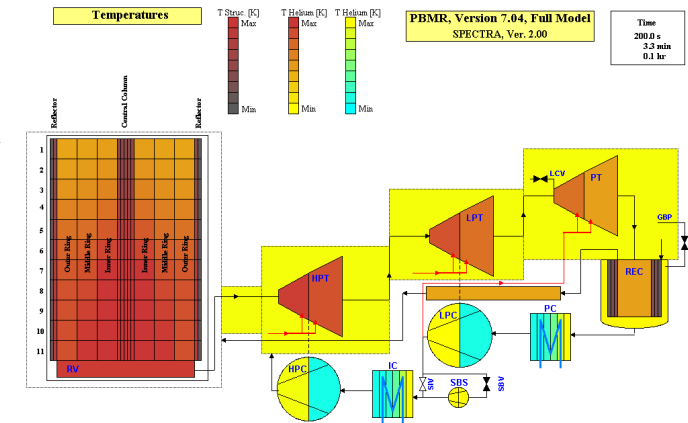 Temperatures
T Struc. [K]
T Helium [K]
T Helium [K]
Max
Max
Max
Min
Min
Min
PBMR, Version 7.04, Full Model
SPECTRA, Ver. 2.00
Time
200.0 s
3.3 min
0.1 hr
Reflector
Central Column
Reflector
1
2
3
4
5
6
7
8
9
10
11
Outer Ring
Middle Ring
Inner Ring
Inner Ring
Middle Ring
Outer Ring
RV
HPT
LPT
PT
LCV
GBP
REC
HPC
LPC
IC
PC
SIV
SBS
SBV